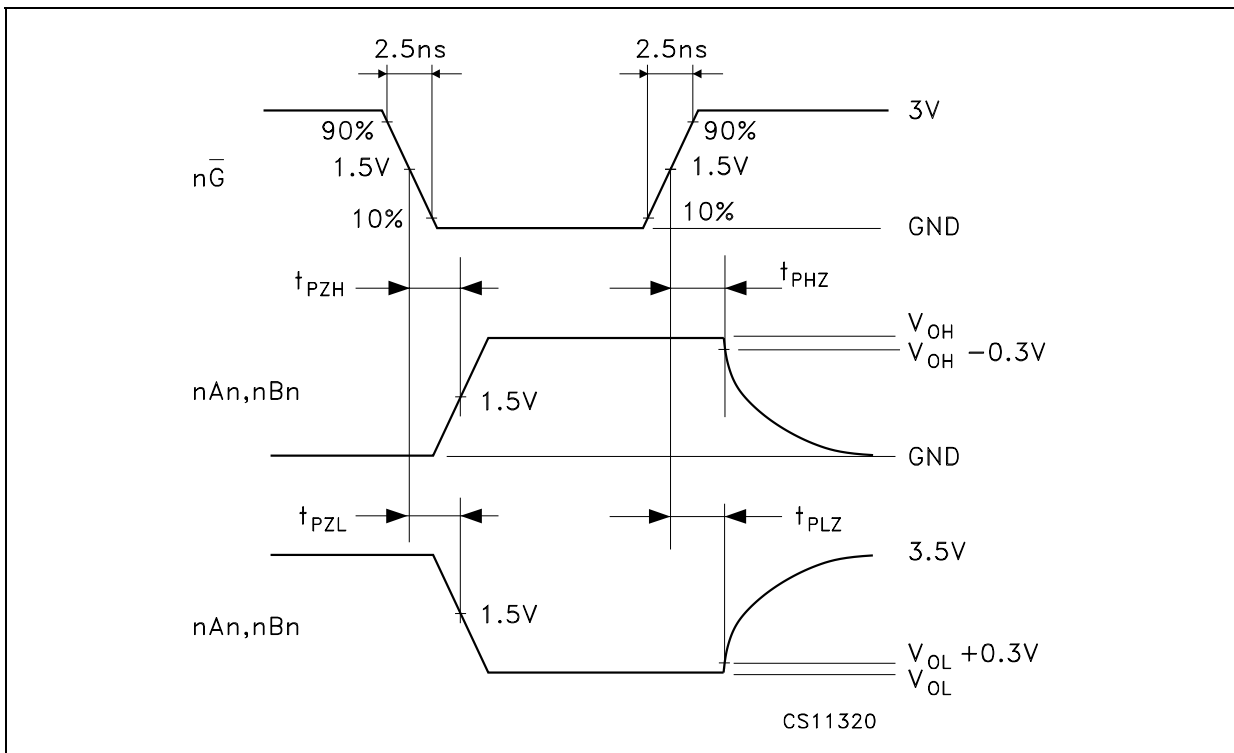 2.5ns 2.5ns
3V
90% 90%
1.5V 1.5V
nG̅
10% 10%
GND
tPZH tPHZ
VOH
VOH −0.3V
nAn,nBn
1.5V
GND
tPZL tPLZ
3.5V
1.5V
nAn,nBn
VOL +0.3V
VOL
CS11320